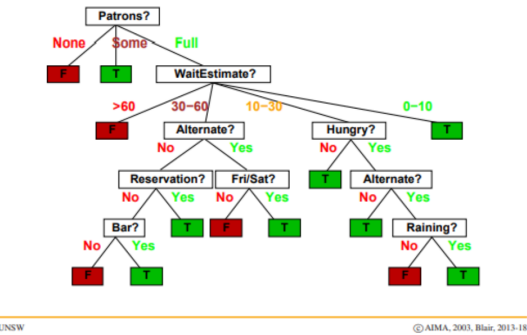 Patrons?
None Some Full
F T WaitEstimate?
>60 30−60 10−30 0−10
F Alternate? Hungry? T
No Yes No Yes
Reservation? Fri/Sat? T Alternate?
No Yes No Yes No Yes
Bar? T F T T Raining?
No Yes No Yes
F T F T
UNSW © AIMA, 2003, Blair, 2013-18